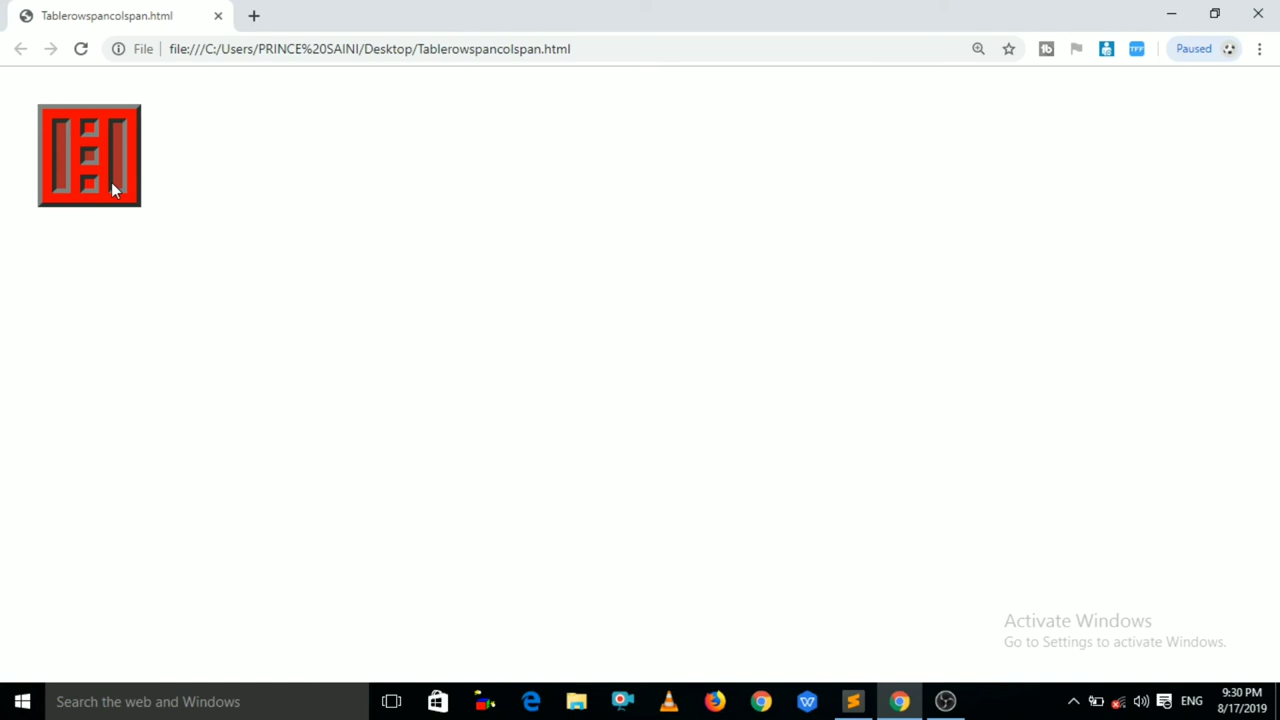 Tablerowspancolspan.html
File
file:///C:/Users/PRINCE%20SAINI/Desktop/Tablerowspancolspan.html
Paused
Activate Windows
Go to Settings to activate Windows.
Search the web and Windows
ENG
9:30 PM
8/17/2019